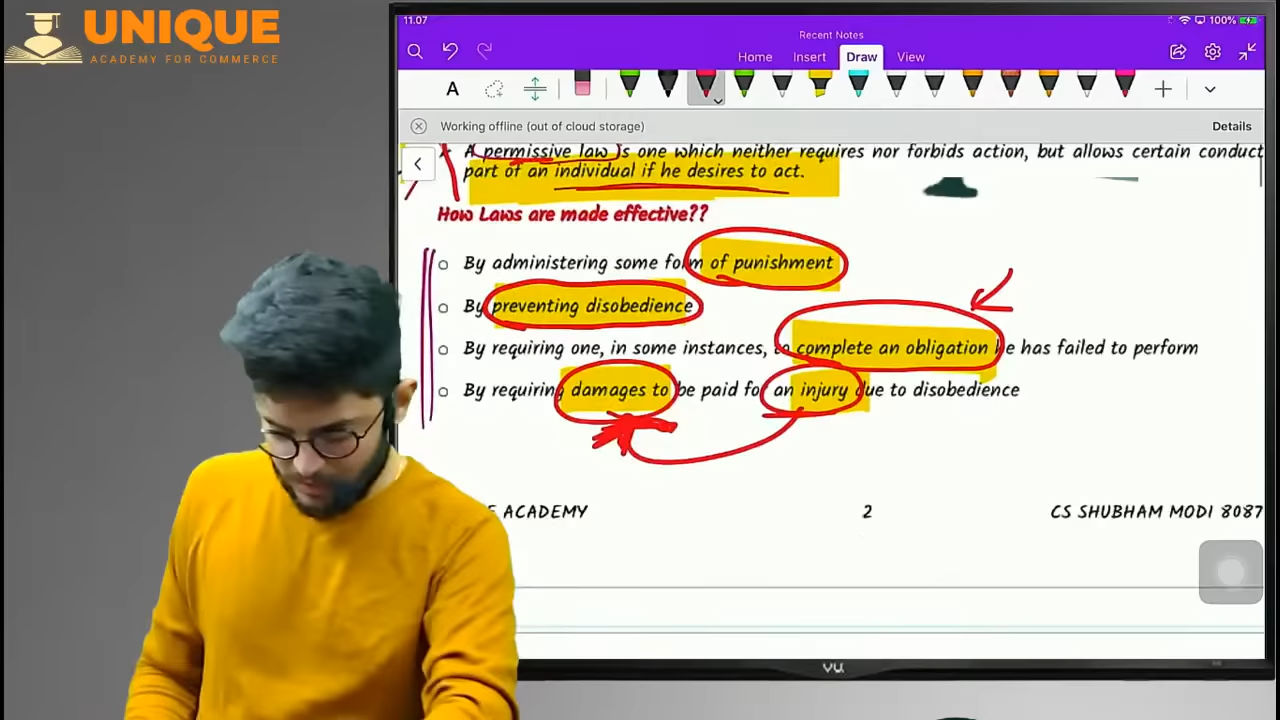 UNIQUE
ACADEMY FOR COMMERCE
11.07
100%
Recent Notes
Home Insert Draw View
A
Working offline (out of cloud storage)
Details
A permissive law is one which neither requires nor forbids action, but allows certain conduct
part of an individual if he desires to act.
How Laws are made effective??
By administering some form of punishment
By preventing disobedience
By requiring one, in some instances, to complete an obligation he has failed to perform
By requiring damages to be paid for an injury due to disobedience
ACADEMY
2
CS SHUBHAM MODI 8087
VU